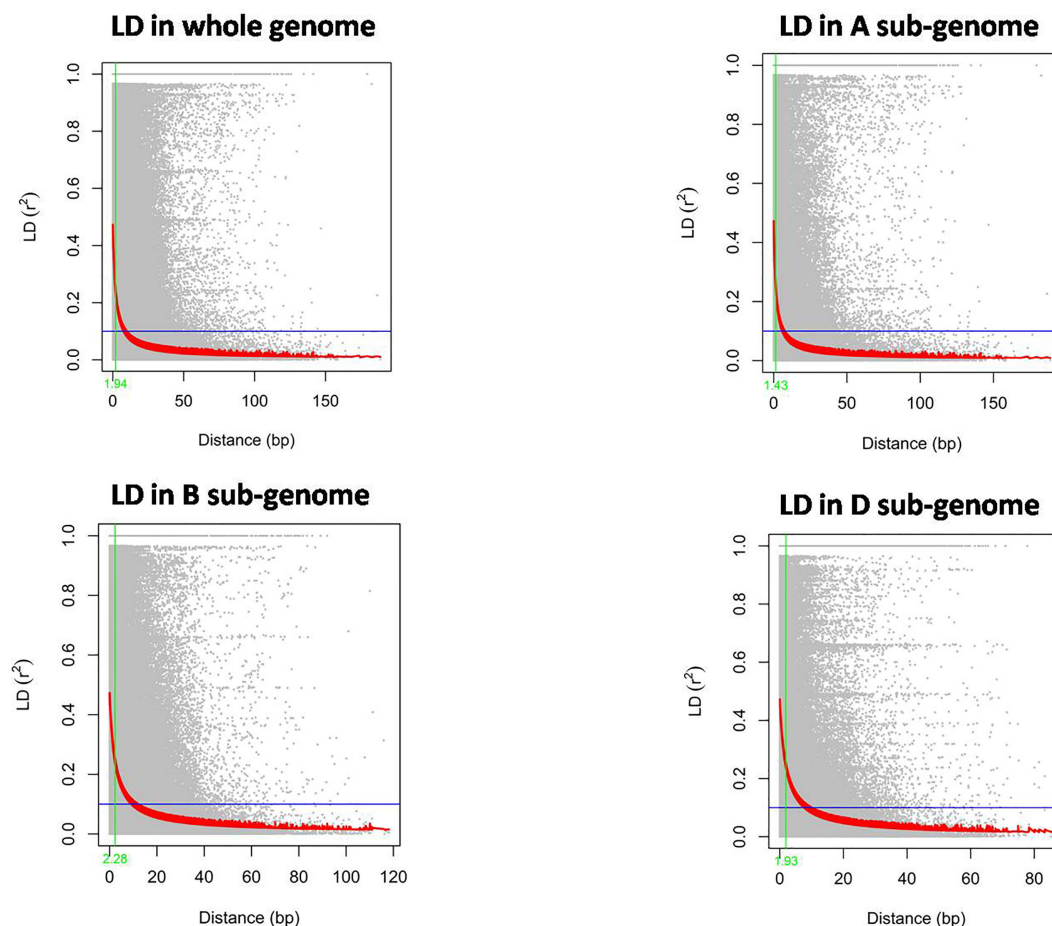 LD in whole genome
LD (r²)
1.0
0.8
0.6
0.4
0.2
0.0
1.94
0 50 100 150
Distance (bp)
LD in A sub-genome
LD (r²)
1.0
0.8
0.6
0.4
0.2
0.0
1.43
0 50 100 150
Distance (bp)
LD in B sub-genome
LD (r²)
1.0
0.8
0.6
0.4
0.2
0.0
2.28
0 20 40 60 80 100 120
Distance (bp)
LD in D sub-genome
LD (r²)
1.0
0.8
0.6
0.4
0.2
0.0
1.93
0 20 40 60 80
Distance (bp)